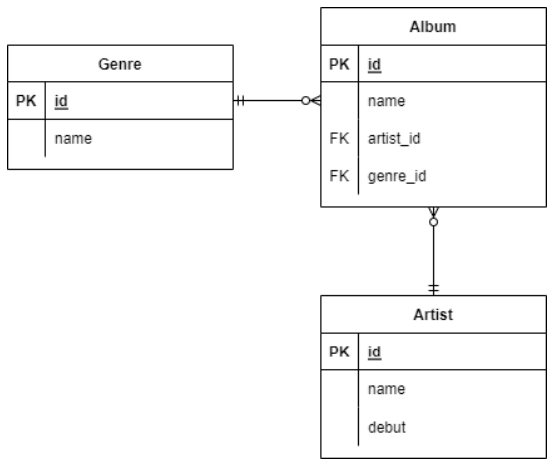 Genre
PK id
name
Album
PK id
name
FK artist_id
FK genre_id
Artist
PK id
name
debut